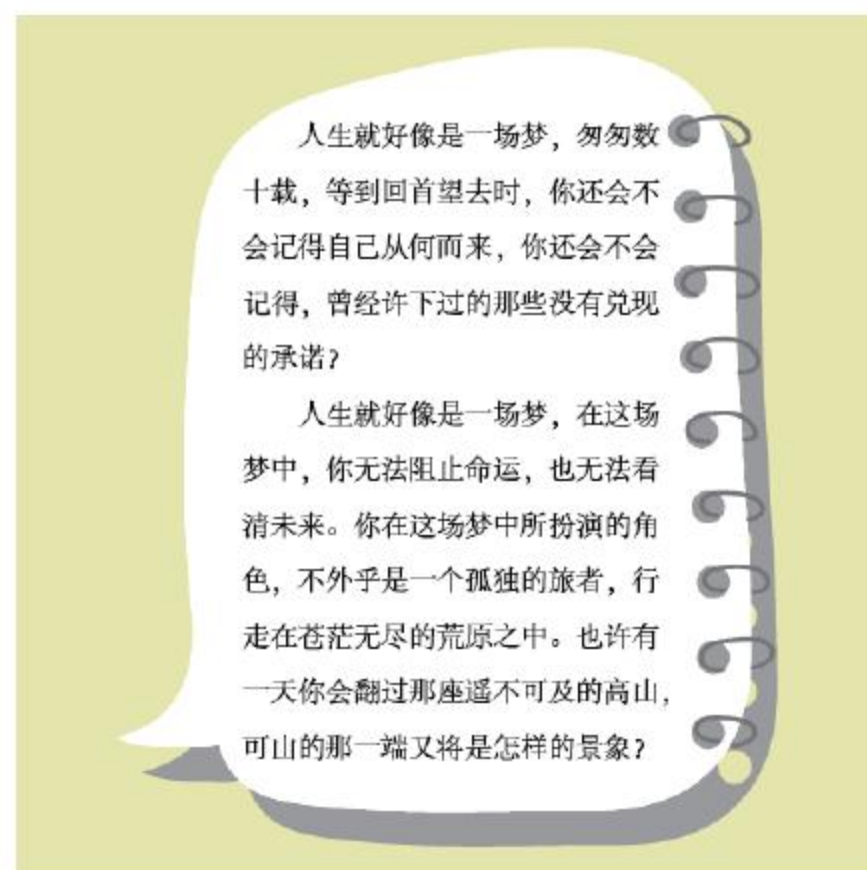 人生就好像是一场梦，匆匆数
十载，等到回首望去时，你还会不
会记得自己从何而来，你还会不会
记得，曾经许下过的那些没有兑现
的承诺？
人生就好像是一场梦，在这场
梦中，你无法阻止命运，也无法看
清未来。你在这场梦中所扮演的角
色，不外乎是一个孤独的旅者，行
走在苍茫无尽的荒原之中。也许有
一天你会翻过那座遥不可及的高山，
可山的那一端又将是怎样的景象？